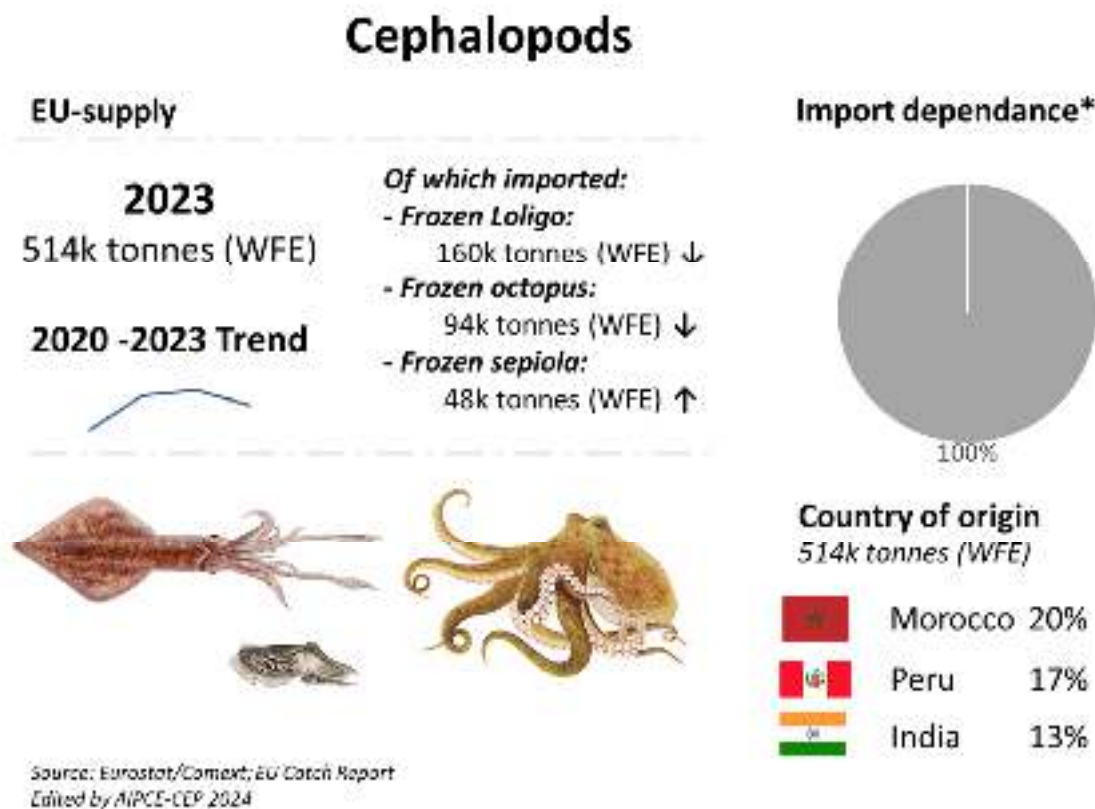 Cephalopods
EU-supply
2023
514k tonnes (WFE)
2020 -2023 Trend
Of which imported:
- Frozen Loligo:
160k tonnes (WFE) ↓
- Frozen octopus:
94k tonnes (WFE) ↓
- Frozen sepiola:
48k tonnes (WFE) ↑
Import dependance*
100%
Country of origin
514k tonnes (WFE)
Morocco 20%
Peru 17%
India 13%
Source: Eurostat/Comext; EU Catch Report
Edited by AIPCE-CEP 2024